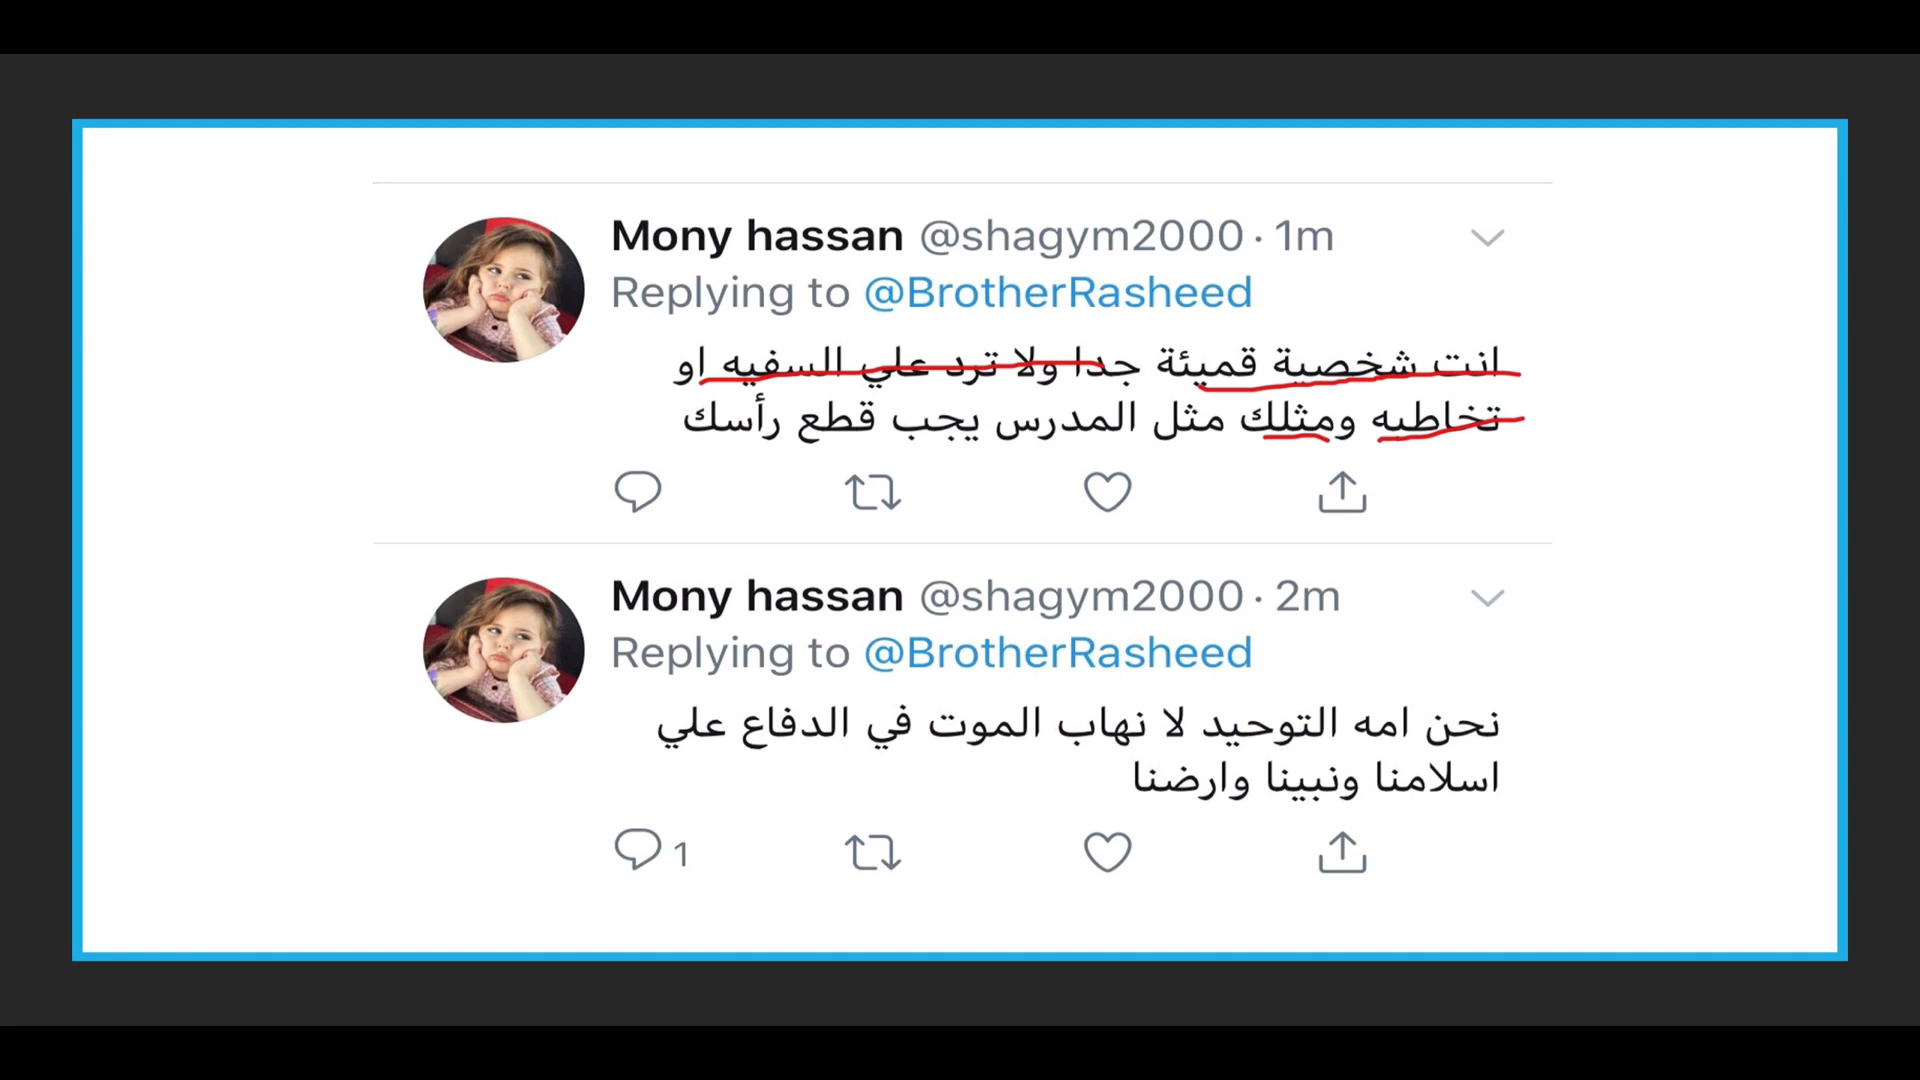 Mony hassan @shagym2000 · 1m
Replying to @BrotherRasheed
انت شخصية قميئة جدا ولا ترد علي السفيه او
تخاطبه ومثلك مثل المدرس يجب قطع رأسك
Mony hassan @shagym2000 · 2m
Replying to @BrotherRasheed
نحن امه التوحيد لا نهاب الموت في الدفاع علي
اسلامنا ونبينا وارضنا
1